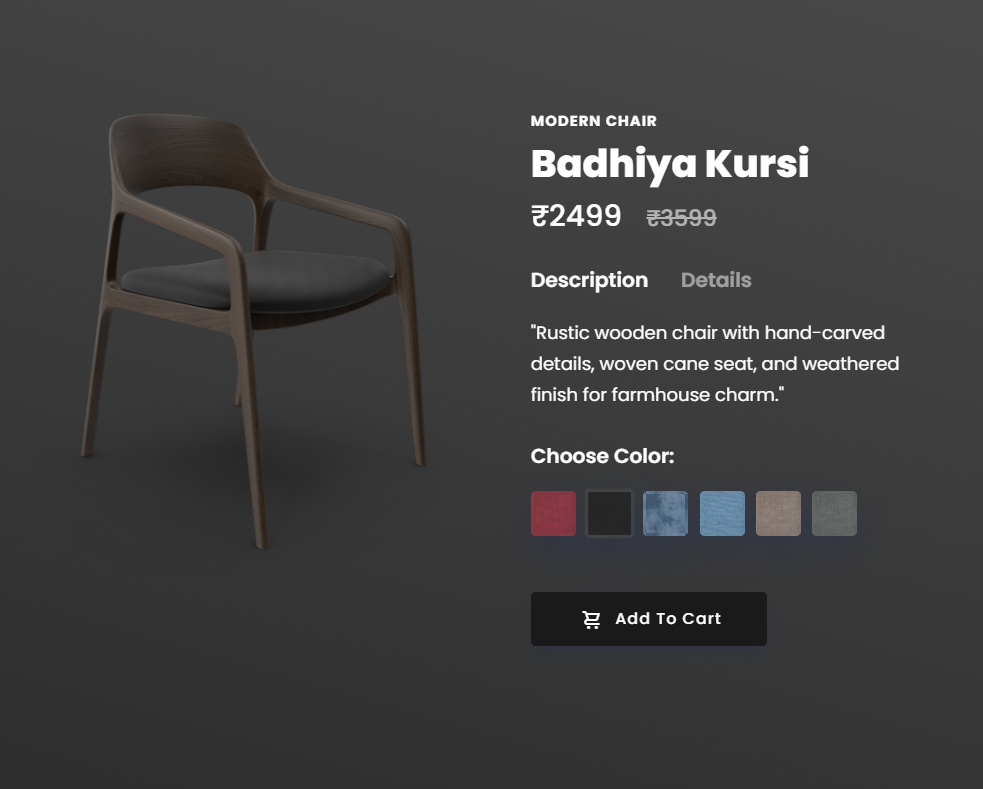 MODERN CHAIR
Badhiya Kursi
₹2499 ₹3599
Description Details
"Rustic wooden chair with hand-carved
details, woven cane seat, and weathered
finish for farmhouse charm."
Choose Color:
Add To Cart